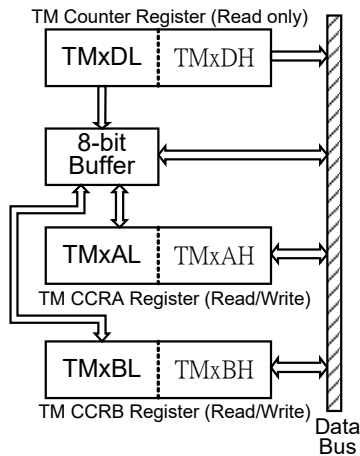 TM Counter Register (Read only)
TMxDL TMxDH
8-bit
Buffer
TMxAL TMxAH
TM CCRA Register (Read/Write)
TMxBL TMxBH
TM CCRB Register (Read/Write)
Data
Bus